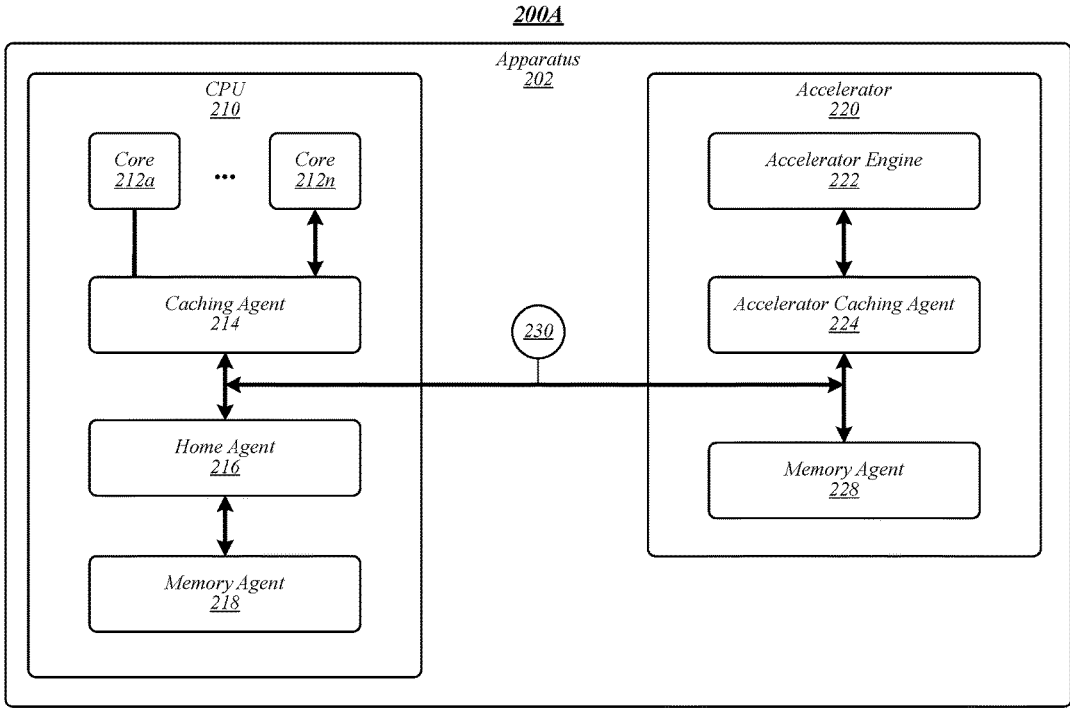 200A
Apparatus
202
CPU
210
Accelerator
220
Core
212a
...
Core
212n
Accelerator Engine
222
Caching Agent
214
Accelerator Caching Agent
224
230
Home Agent
216
Memory Agent
228
Memory Agent
218